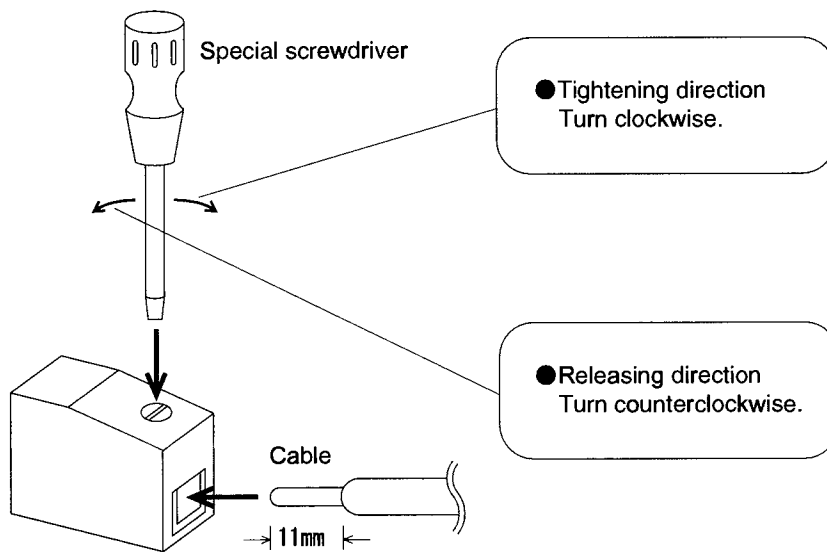 Special screwdriver
●Tightening direction
Turn clockwise.
●Releasing direction
Turn counterclockwise.
Cable
11mm